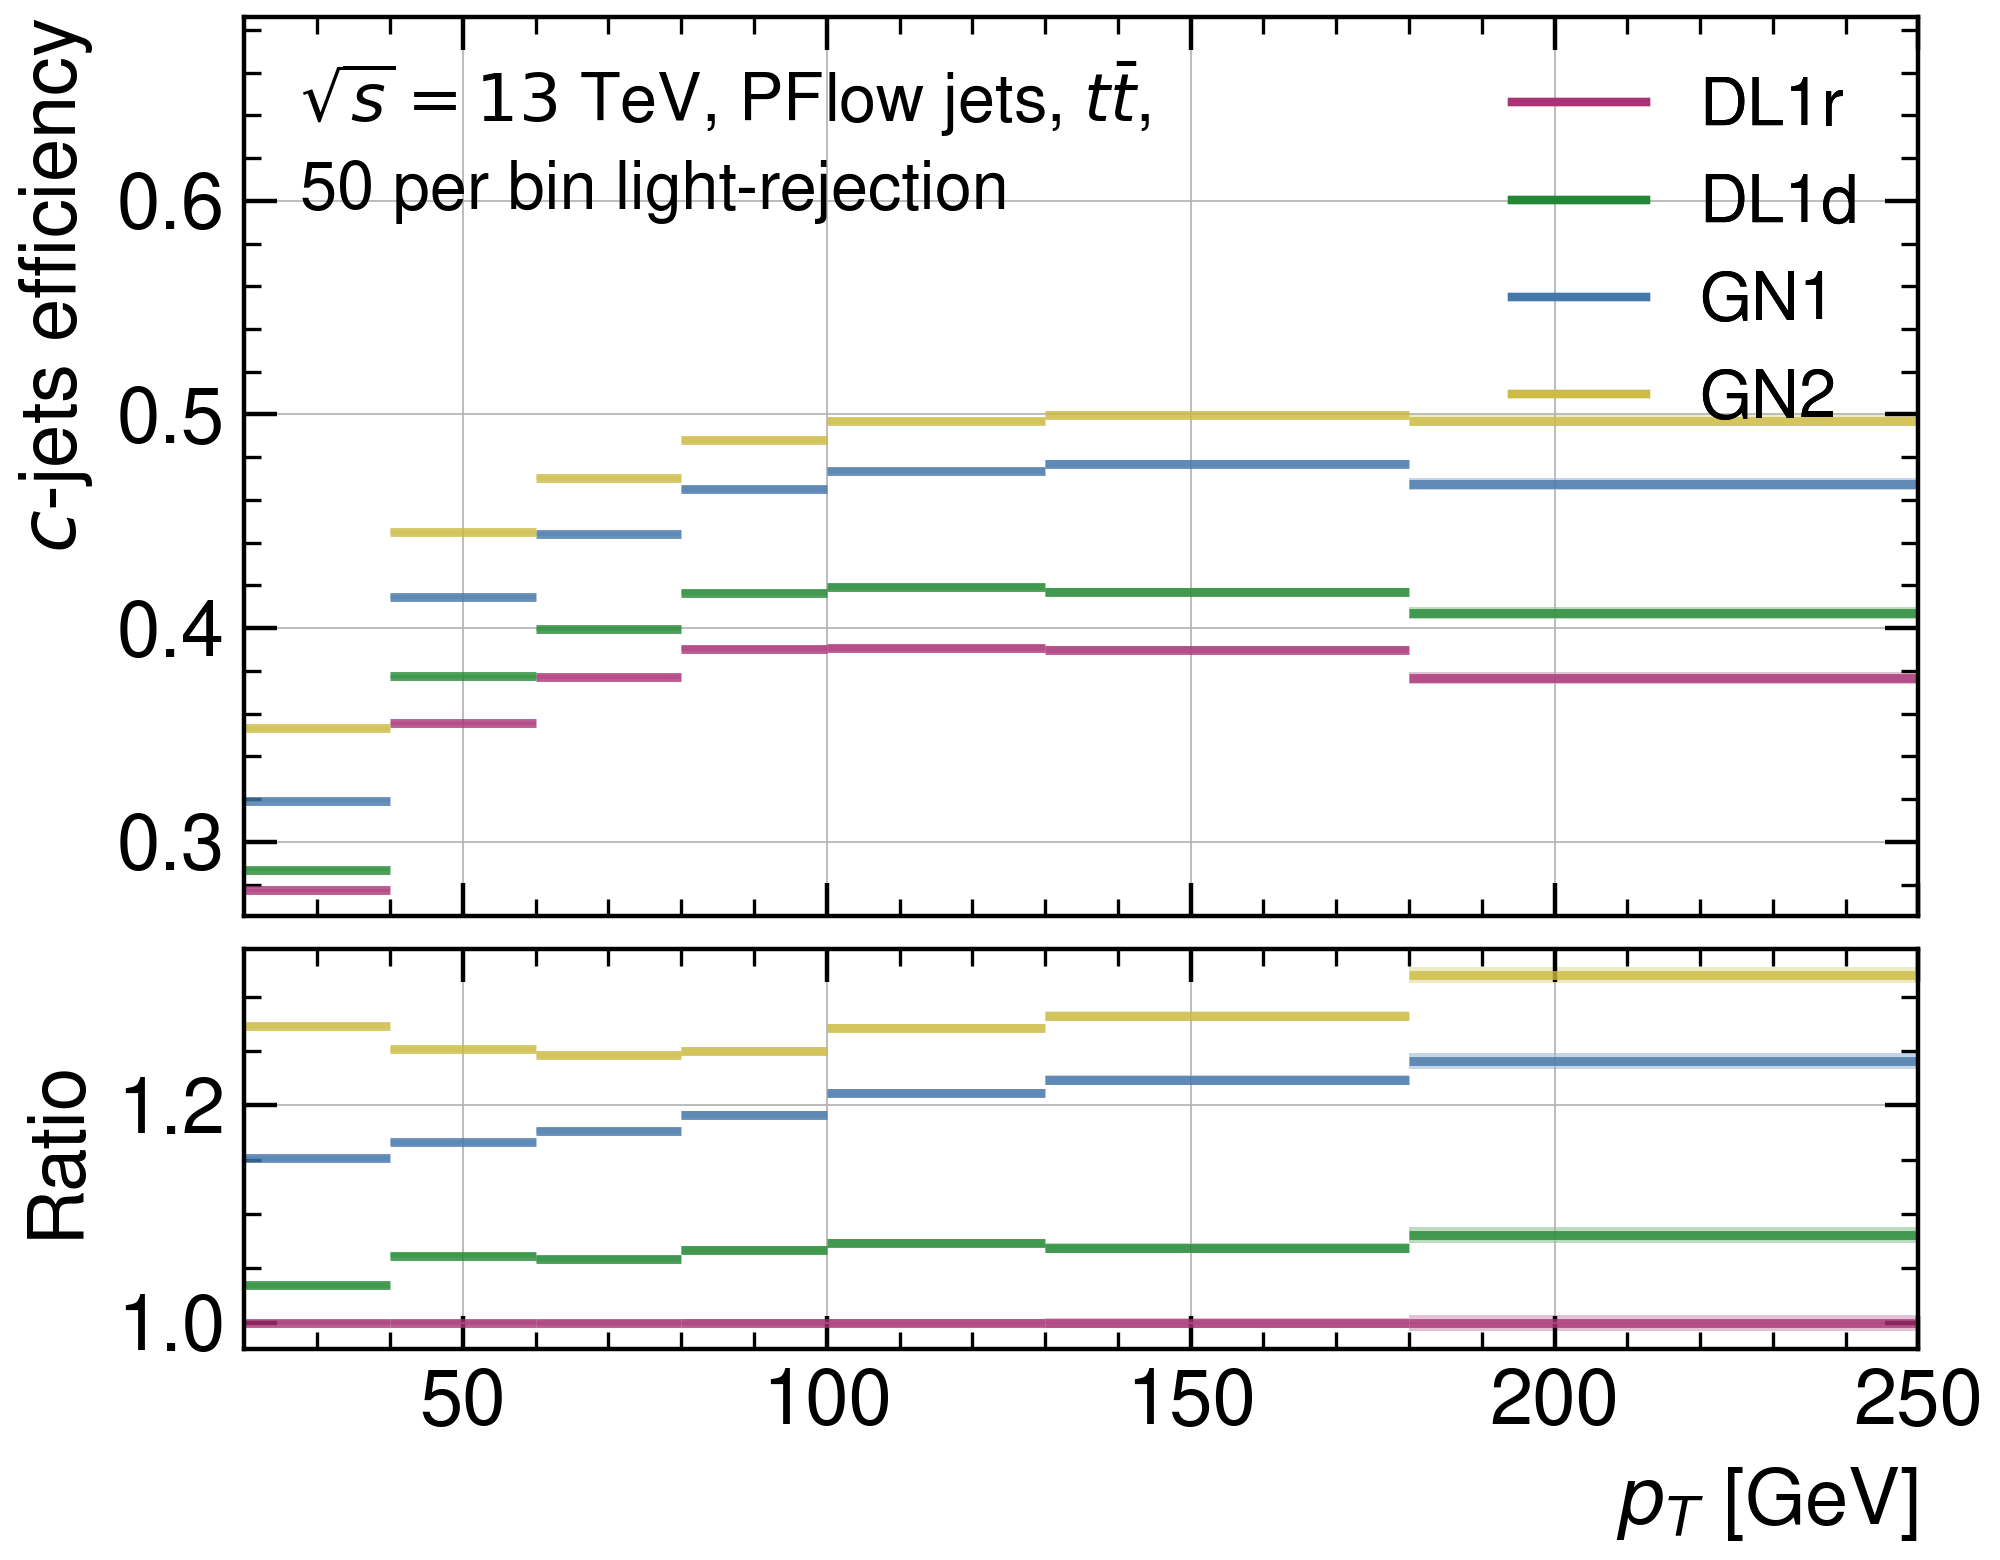 c-jets efficiency
√s = 13 TeV, PFlow jets, tt̄,
50 per bin light-rejection
DL1r
DL1d
GN1
GN2
0.6
0.5
0.4
0.3
Ratio
1.2
1.0
50 100 150 200 250
p_T [GeV]